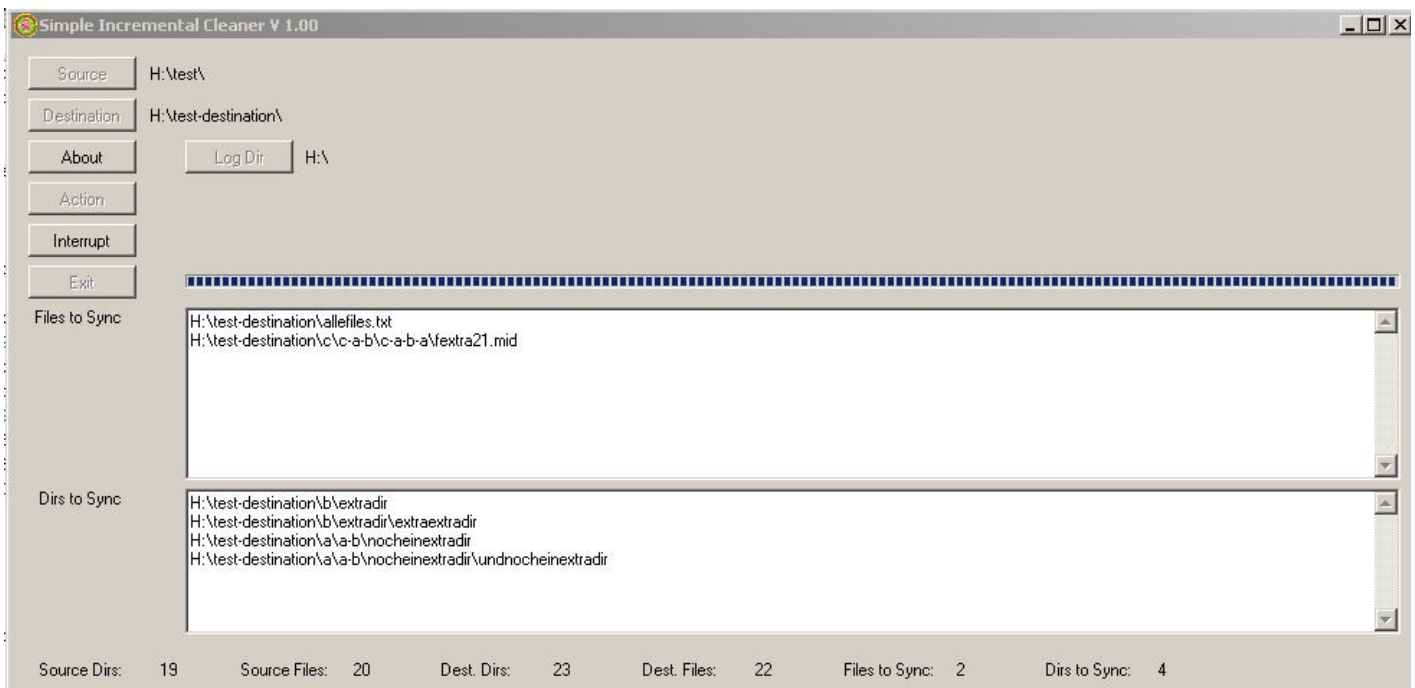 Simple Incremental Cleaner V 1.00
Source H:\test\
Destination H:\test-destination\
About Log Dir H:\
Action
Interrupt
Exit
Files to Sync
H:\test-destination\allefiles.txt
H:\test-destination\c\c-a-b\c-a-b-a\fextra21.mid
Dirs to Sync
H:\test-destination\b\extradir
H:\test-destination\b\extradir\extraextradir
H:\test-destination\a\a-b\nocheinextradir
H:\test-destination\a\a-b\nocheinextradir\undnocheinextradir
Source Dirs: 19 Source Files: 20 Dest. Dirs: 23 Dest. Files: 22 Files to Sync: 2 Dirs to Sync: 4